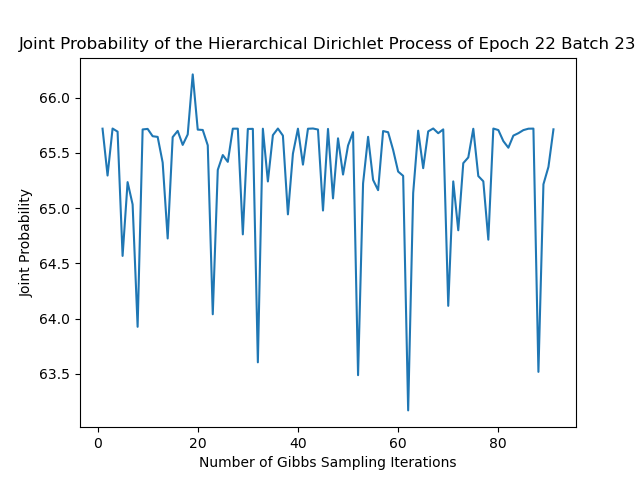 Joint Probability of the Hierarchical Dirichlet Process of Epoch 22 Batch 23
66.0
65.5
65.0
64.5
64.0
63.5
Joint Probability
0 20 40 60 80
Number of Gibbs Sampling Iterations